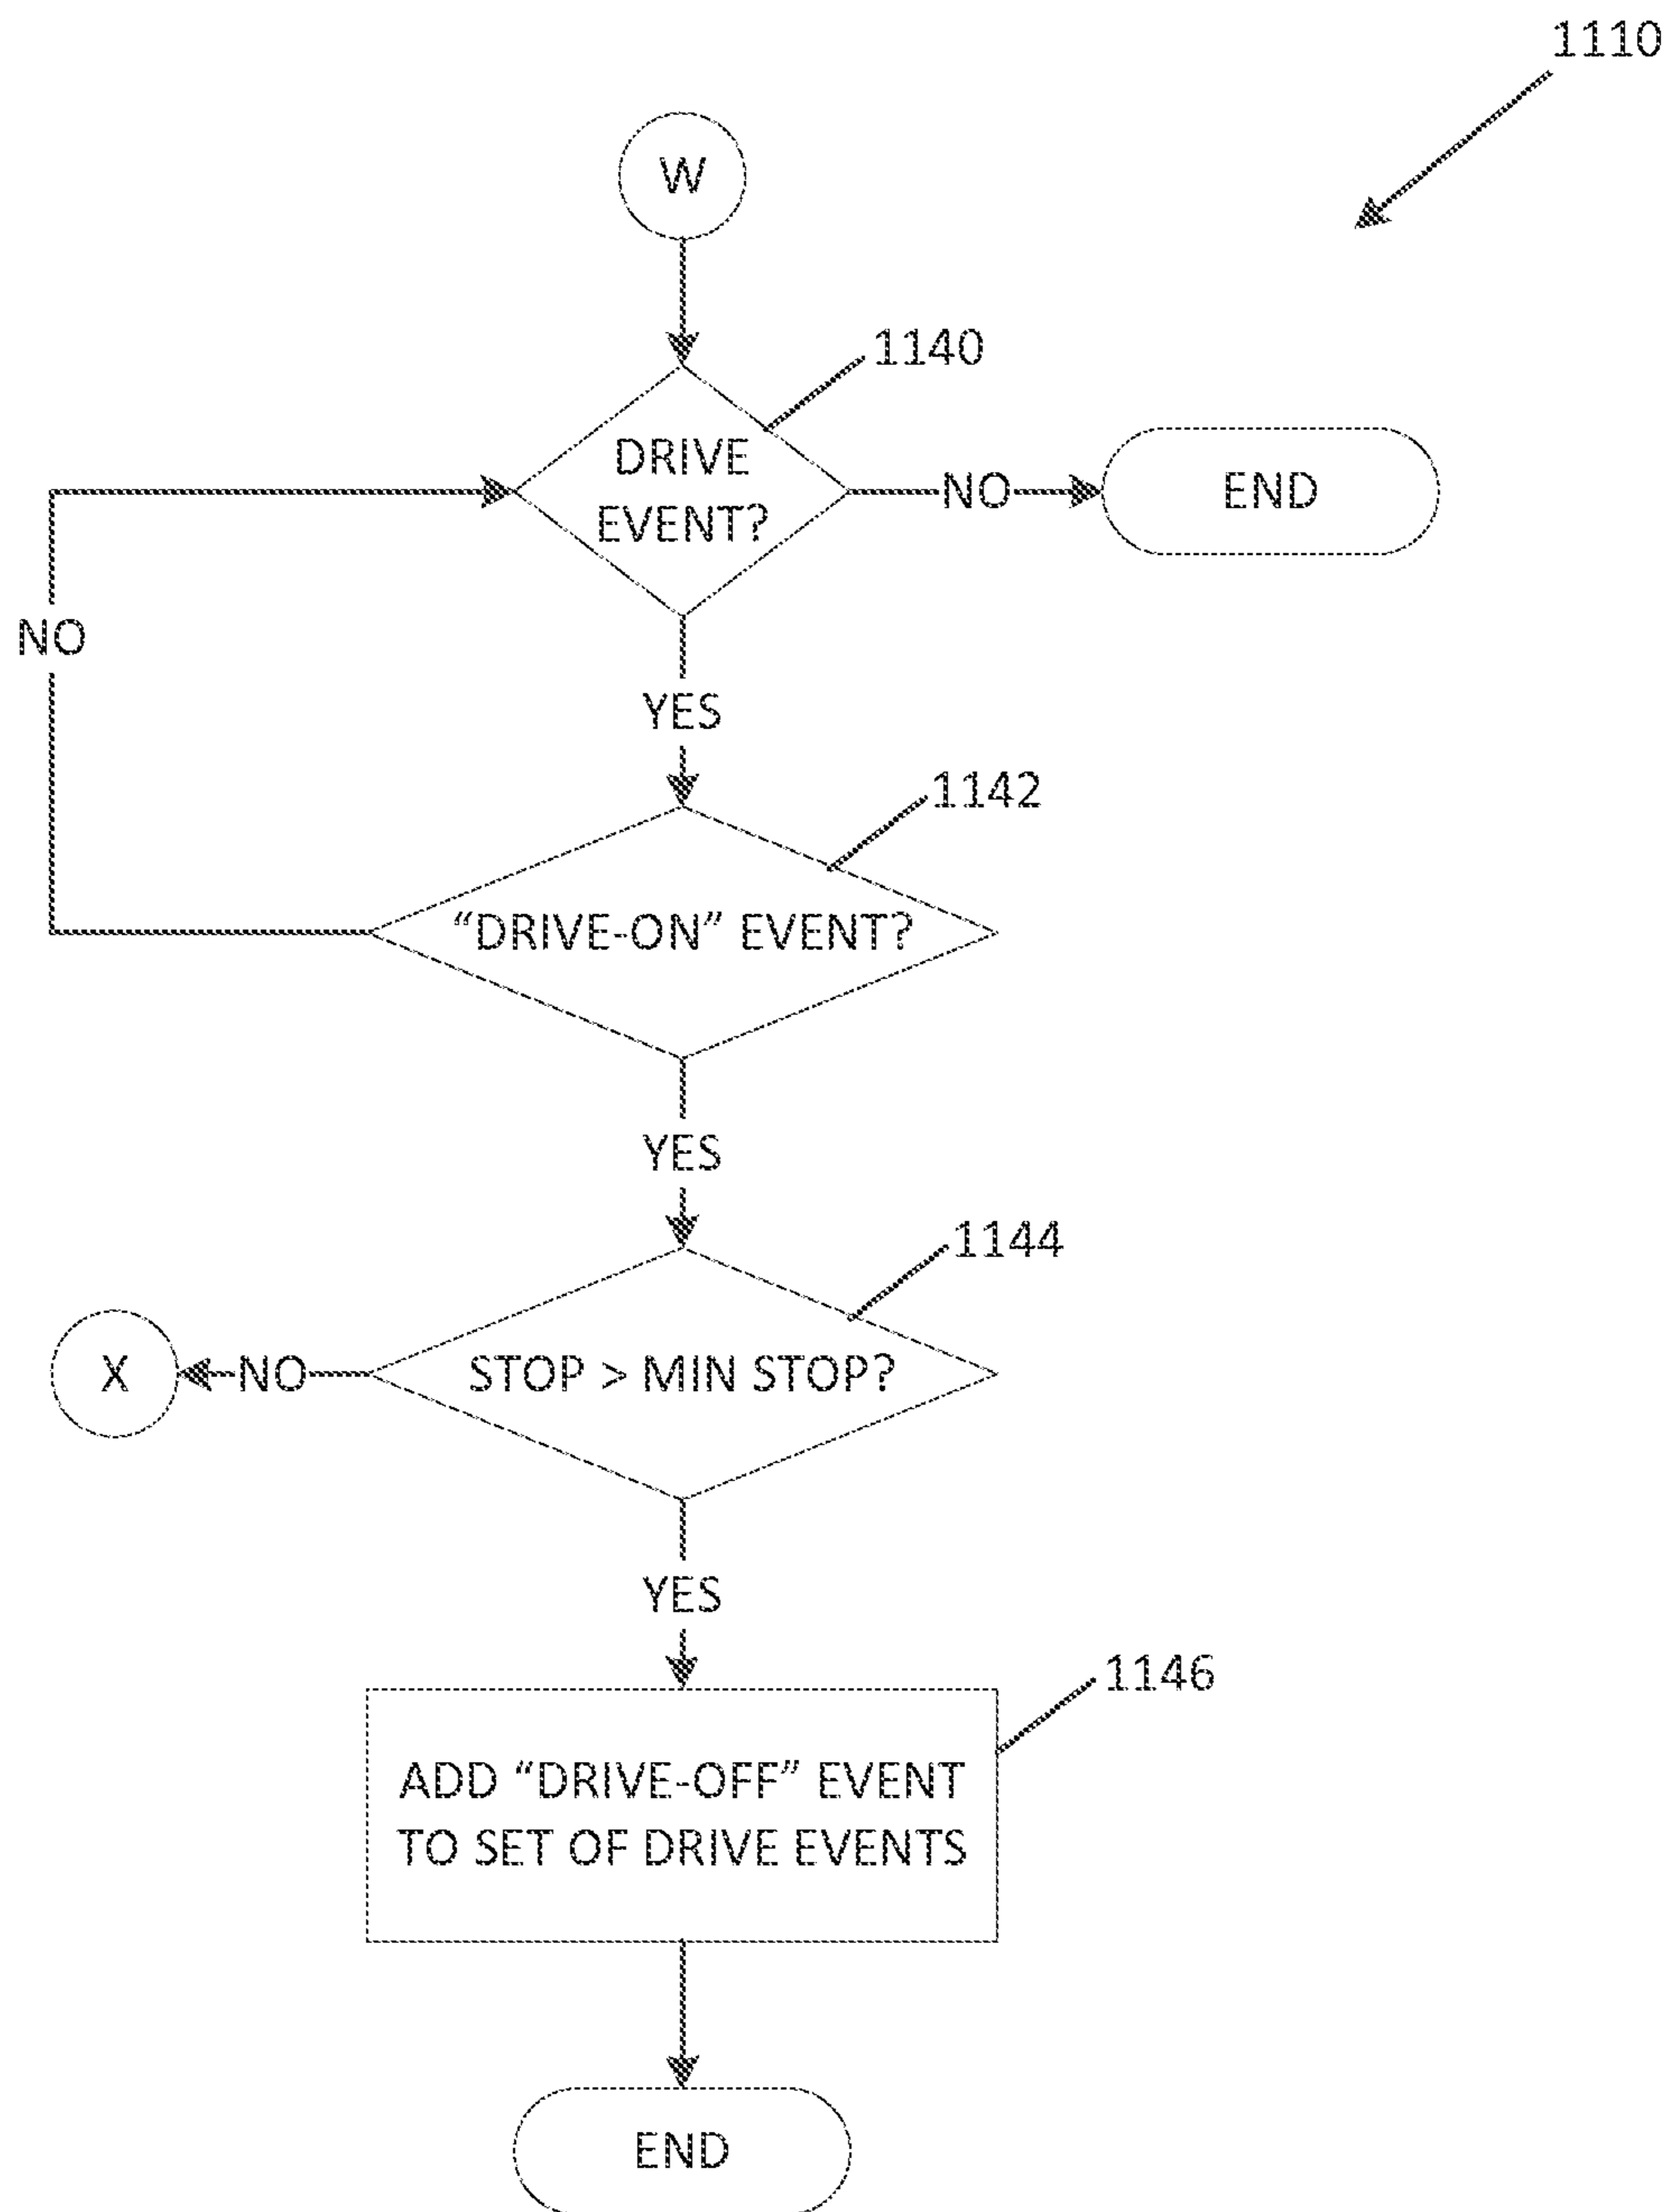 1110
W
1140
DRIVE
EVENT?
NO
END
NO
YES
1142
“DRIVE-ON” EVENT?
YES
1144
X
NO
STOP > MIN STOP?
YES
1146
ADD “DRIVE-OFF” EVENT
TO SET OF DRIVE EVENTS
END